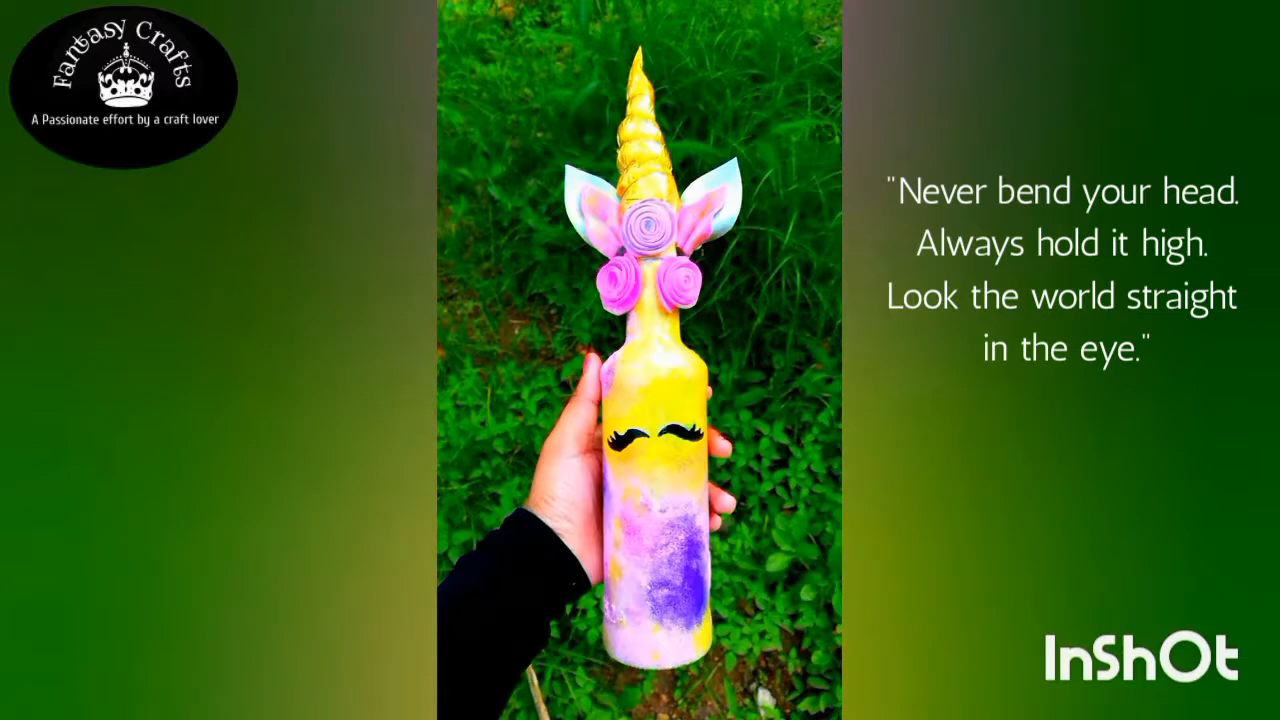 Fantasy Crafts
A Passionate effort by a craft lover
"Never bend your head.
Always hold it high.
Look the world straight
in the eye."
InShOt